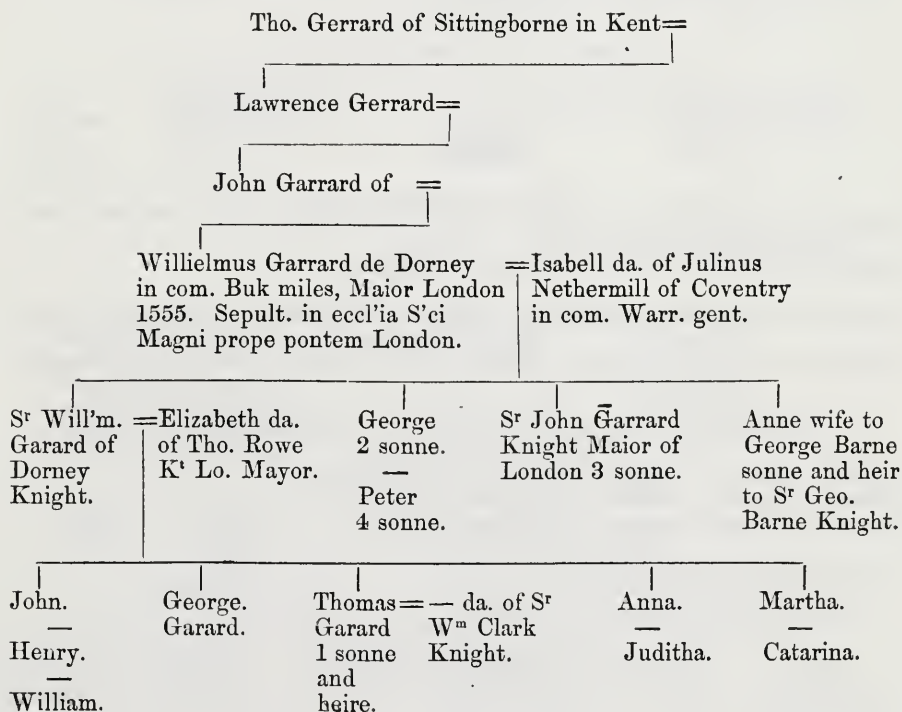 Tho. Gerrard of Sittingborne in Kent=
Lawrence Gerrard=
John Garrard of =
Willielmus Garrard de Dorney
in com. Buk miles, Maior London
1555. Sepult. in eccl'ia S'ci
Magni prope pontem London.
=Isabell da. of Julinus
Nethermill of Coventry
in com. Warr. gent.
Sʳ Will'm.
Garard of
Dorney
Knight.
=Elizabeth da.
of Tho. Rowe
Kᵗ Lo. Mayor.
George
2 sonne.
—
Peter
4 sonne.
Sʳ John Garrard
Knight Maior of
London 3 sonne.
Anne wife to
George Barne
sonne and heir
to Sʳ Geo.
Barne Knight.
John.
—
Henry.
—
William.
George.
Garard.
Thomas=
Garard
1 sonne
and
heire.
— da. of Sʳ
Wᵐ Clark
Knight.
Anna.
—
Juditha.
Martha.
—
Catarina.